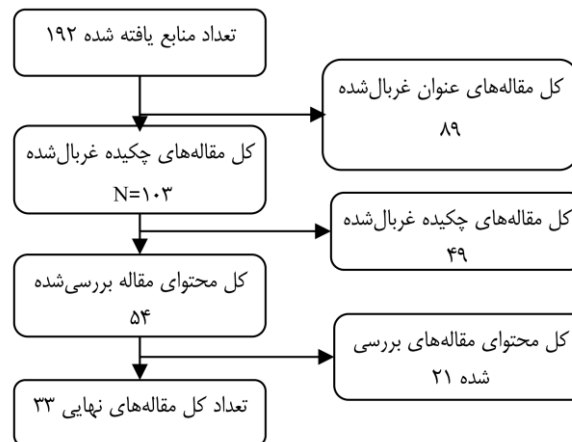 تعداد منابع یافته شده ۱۹۲
کل مقاله‌های عنوان غربال‌شده
۸۹
کل مقاله‌های چکیده غربال‌شده
N=۱۰۳
کل مقاله‌های چکیده غربال‌شده
۴۹
کل محتوای مقاله بررسی‌شده
۵۴
کل محتوای مقاله‌های بررسی
شده ۲۱
تعداد کل مقاله‌های نهایی ۳۳